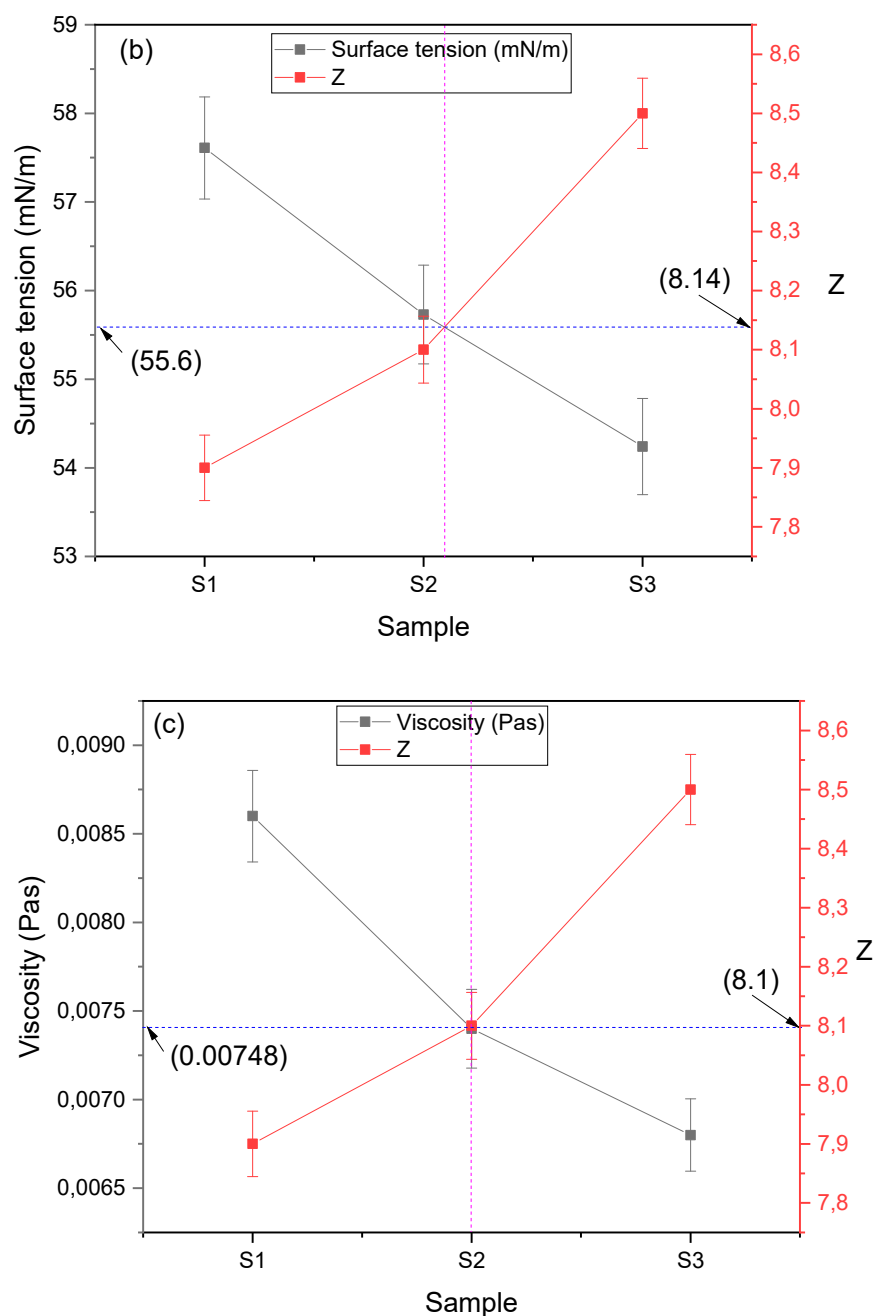 (b)
Surface tension (mN/m)
Z
59
58
57
56
55
54
53
Surface tension (mN/m)
8,6
8,5
8,4
8,3
8,2
8,1
8,0
7,9
7,8
Z
(8.14)
(55.6)
S1
S2
S3
Sample
(c)
Viscosity (Pas)
Z
0,0090
0,0085
0,0080
0,0075
0,0070
0,0065
Viscosity (Pas)
8,6
8,5
8,4
8,3
8,2
8,1
8,0
7,9
7,8
Z
(8.1)
(0.00748)
S1
S2
S3
Sample